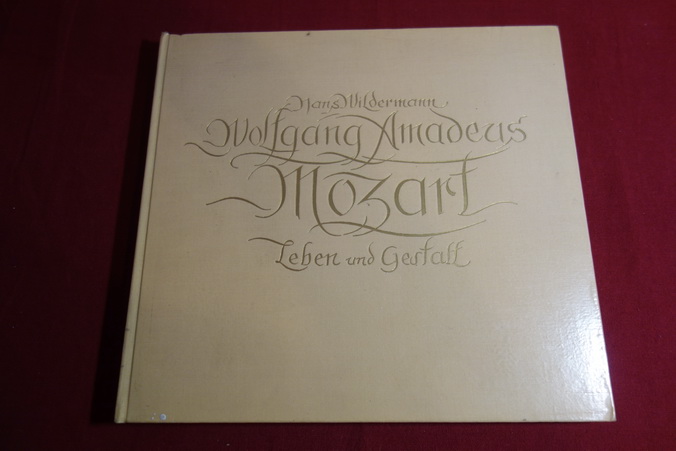 Hans Wildermann
Wolfgang Amadeus
Mozart
Leben und Gestalt